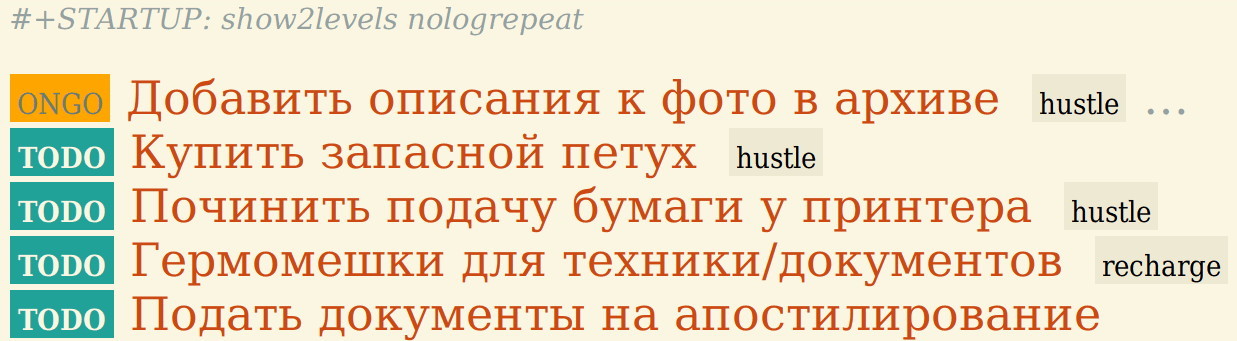 #+STARTUP: show2levels nologrepeat
ONGO Добавить описания к фото в архиве hustle ...
TODO Купить запасной петух hustle
TODO Починить подачу бумаги у принтера hustle
TODO Гермомешки для техники/документов recharge
TODO Подать документы на апостилирование